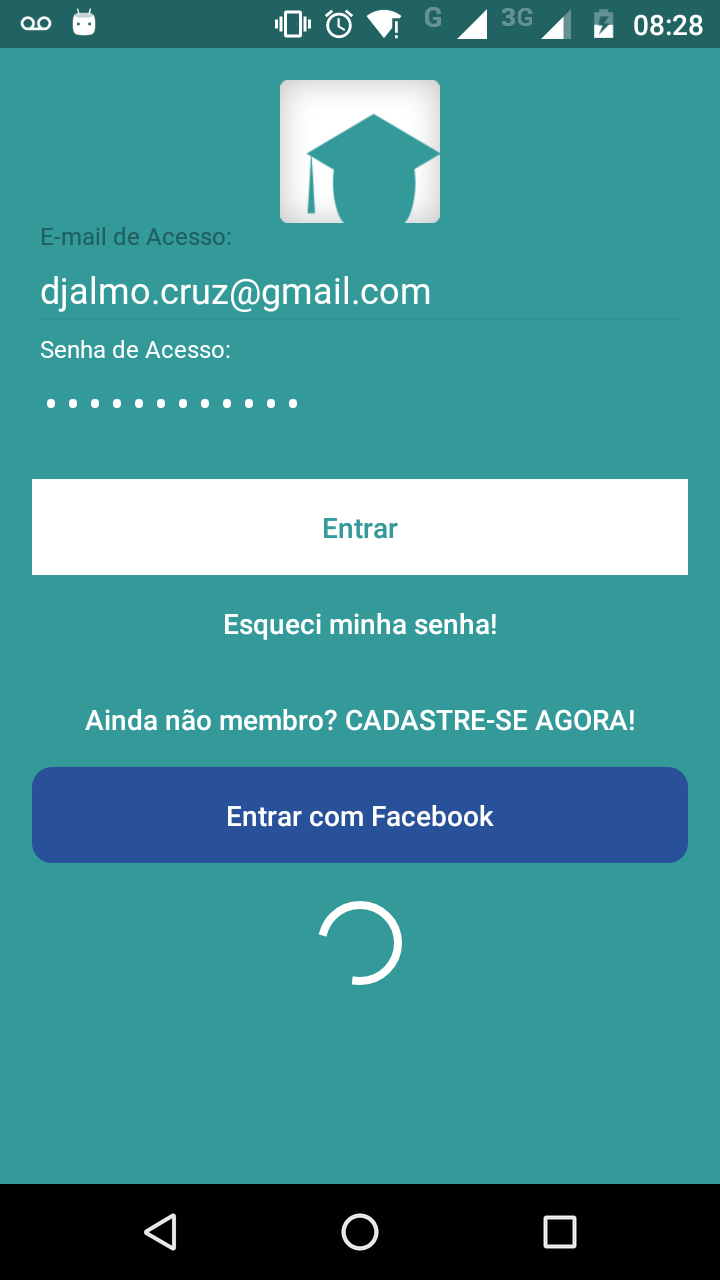 G 3G 08:28
E-mail de Acesso:
djalmo.cruz@gmail.com
Senha de Acesso:
Entrar
Esqueci minha senha!
Ainda não membro? CADASTRE-SE AGORA!
Entrar com Facebook